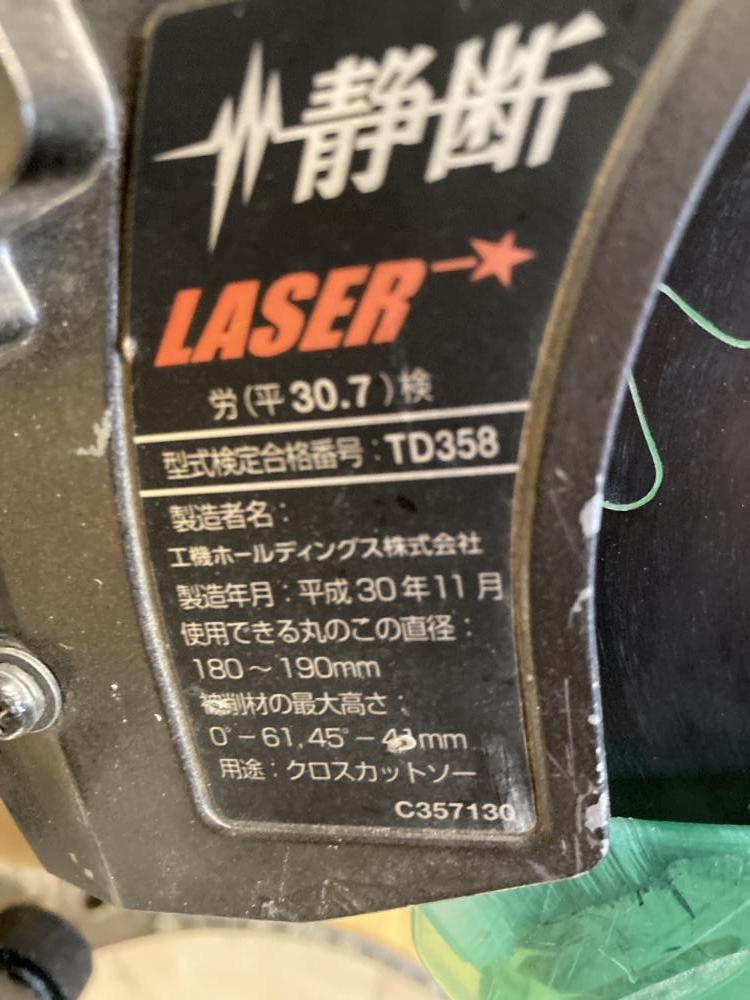 静断
LASER
労(平30.7)検
型式検定合格番号:TD358
製造者名:
工機ホールディングス株式会社
製造年月:平成30年11月
使用できる丸のこの直径:
180～190mm
被削材の最大高さ:
0°-61,45°-41mm
用途:クロスカットソー
C357130